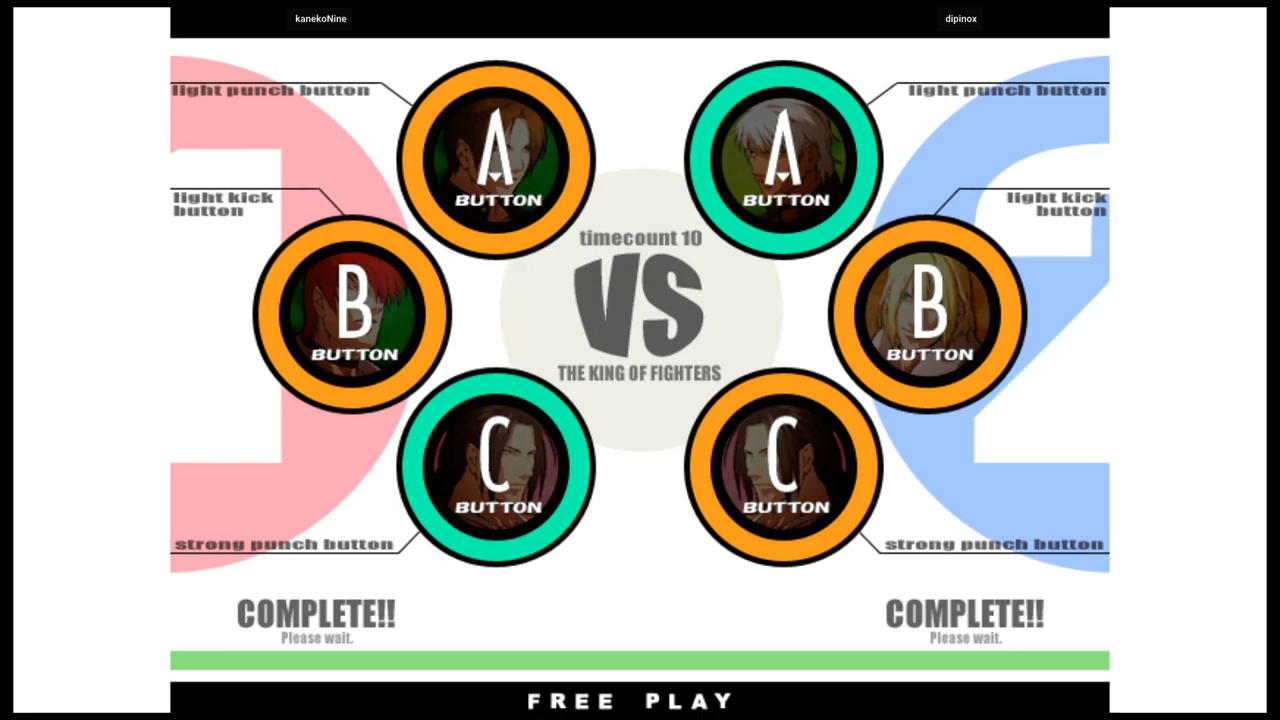 kanekoNine
dipinox
light punch button
light punch button
A
BUTTON
A
BUTTON
light kick
button
light kick
button
B
BUTTON
B
BUTTON
timecount 10
VS
THE KING OF FIGHTERS
C
BUTTON
C
BUTTON
strong punch button
strong punch button
1
2
COMPLETE!!
Please wait.
COMPLETE!!
Please wait.
FREE PLAY